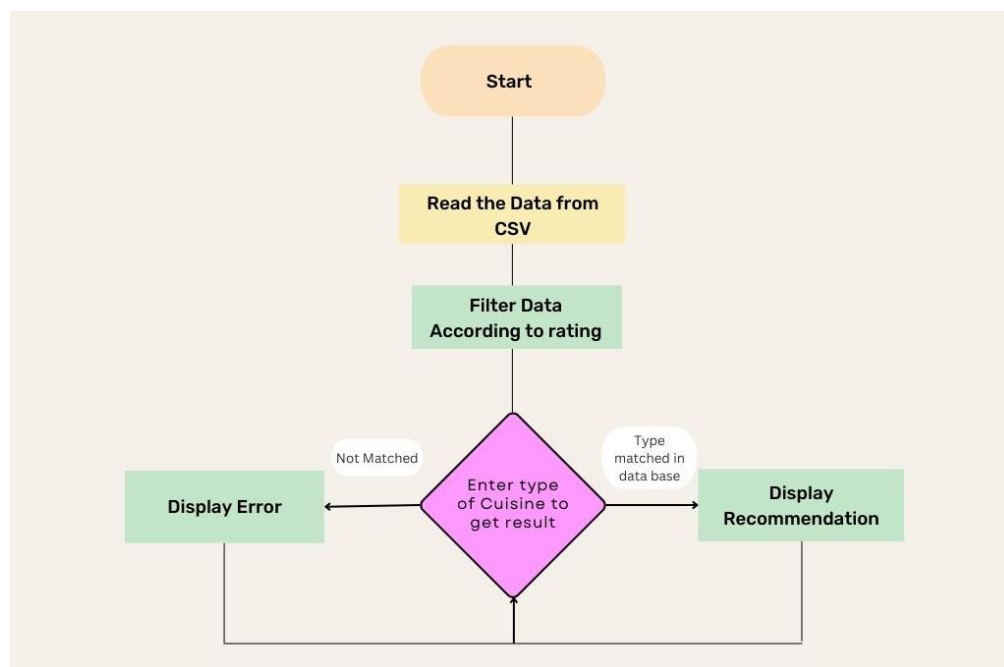 Start
Read the Data from
CSV
Filter Data
According to rating
Not Matched
Type
matched in
data base
Display Error
Enter type
of Cuisine to
get result
Display
Recommendation